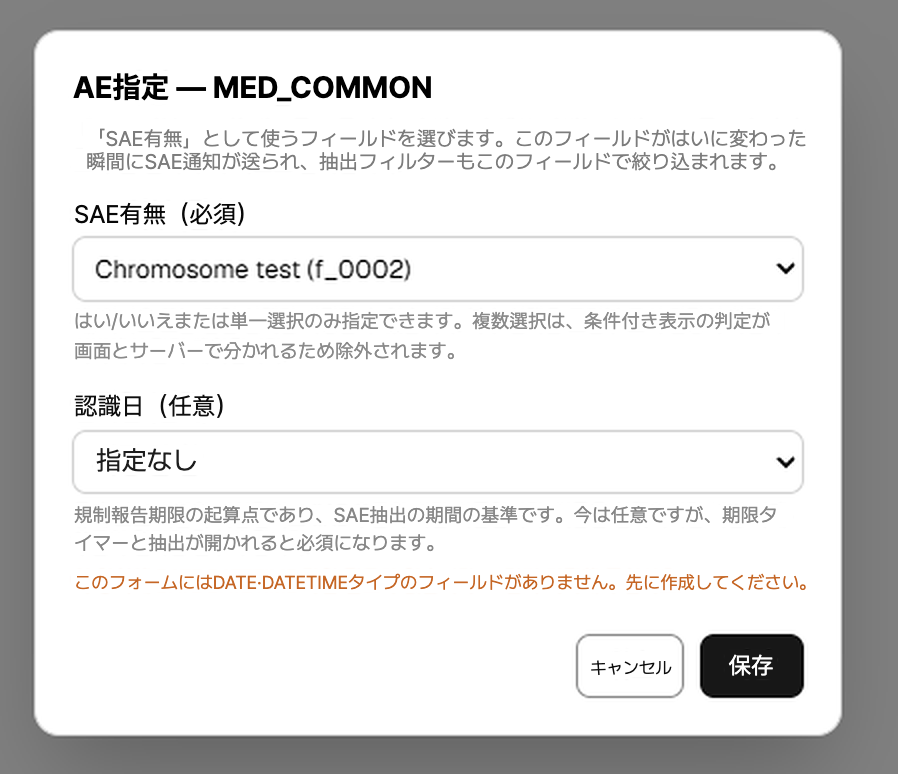 AE指定 — MED_COMMON
「SAE有無」として使うフィールドを選びます。このフィールドがはいに変わった
瞬間にSAE通知が送られ、抽出フィルターもこのフィールドで絞り込まれます。
SAE有無（必須）
Chromosome test (f_0002)
はい/いいえまたは単一選択のみ指定できます。複数選択は、条件付き表示の判定が
画面とサーバーで分かれるため除外されます。
認識日（任意）
指定なし
規制報告期限の起算点であり、SAE抽出の期間の基準です。今は任意ですが、期限タ
イマーと抽出が開かれると必須になります。
このフォームにはDATE·DATETIMEタイプのフィールドがありません。先に作成してください。
キャンセル
保存